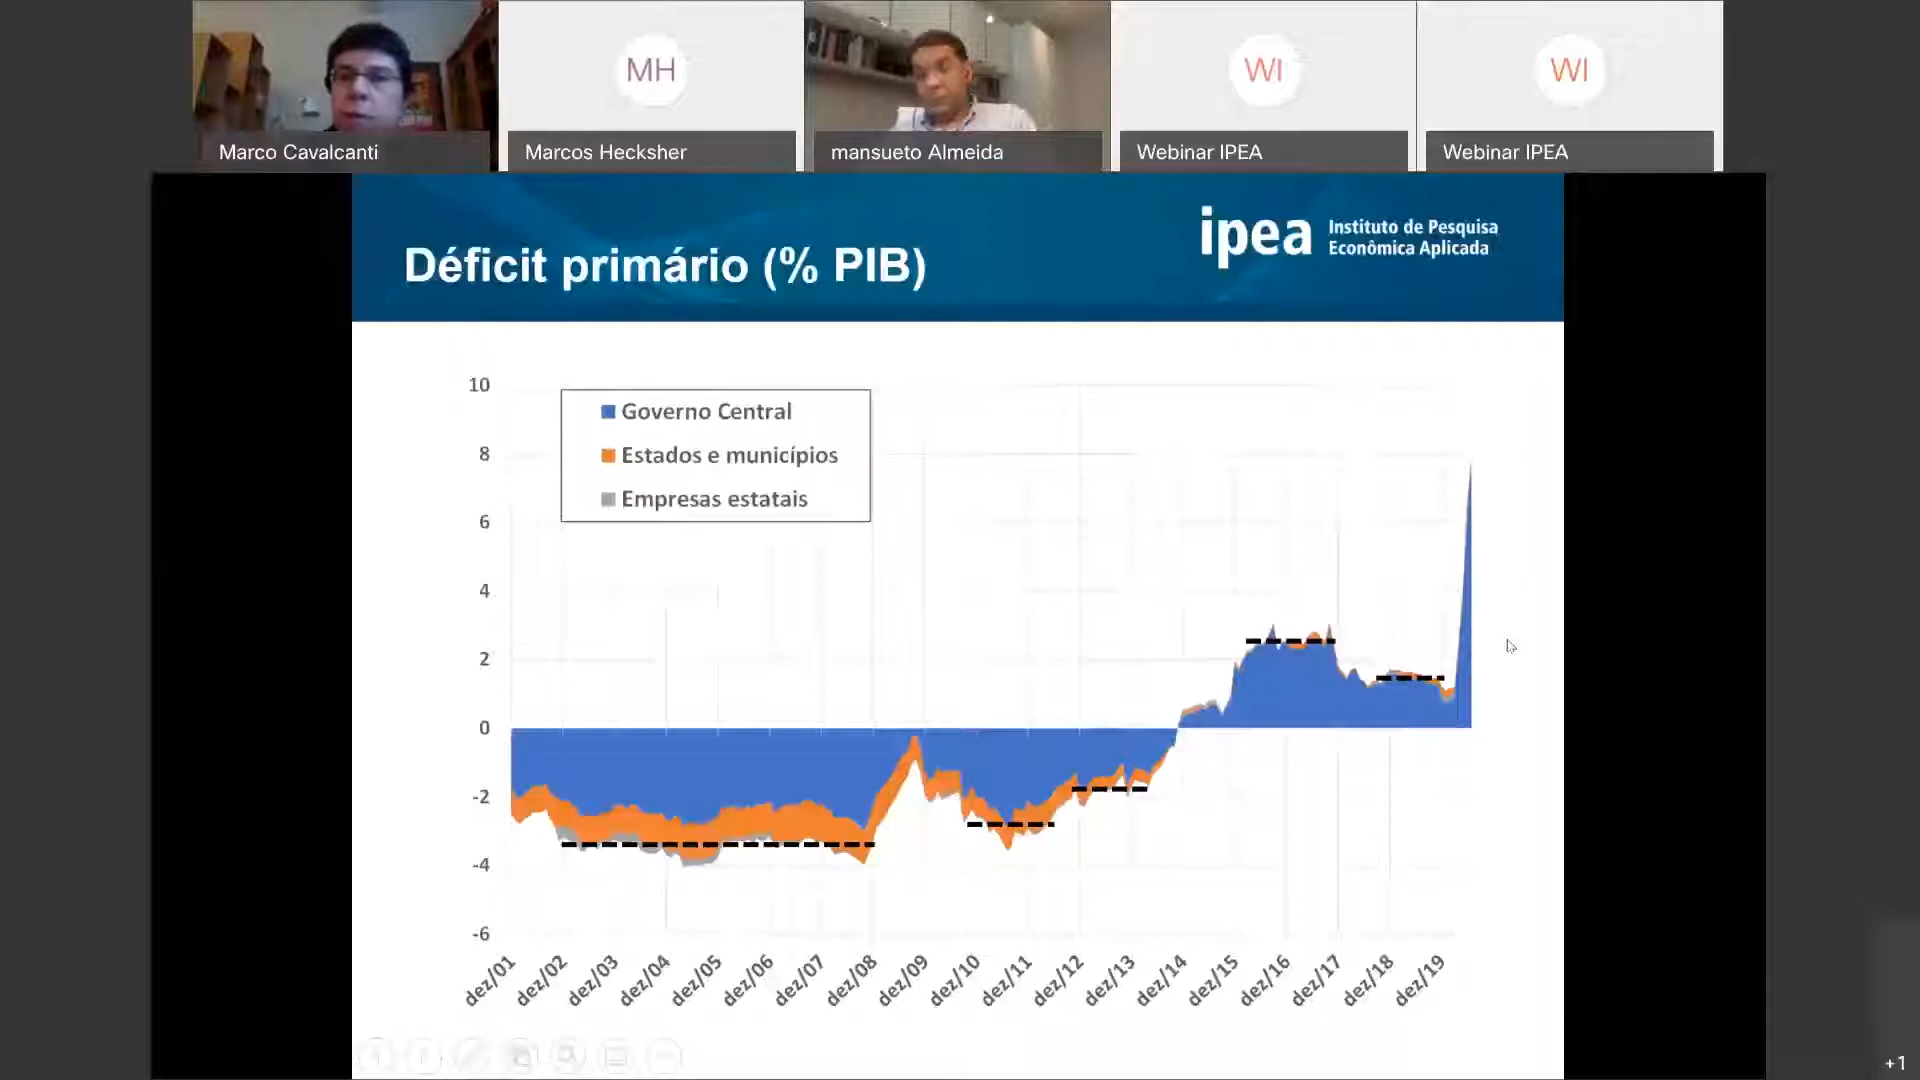 MH
WI
WI
Marco Cavalcanti
Marcos Hecksher
mansueto Almeida
Webinar IPEA
Webinar IPEA
Déficit primário (% PIB)
ipea
Instituto de Pesquisa
Econômica Aplicada
10
8
6
4
2
0
-2
-4
-6
Governo Central
Estados e municípios
Empresas estatais
dez/01
dez/02
dez/03
dez/04
dez/05
dez/06
dez/07
dez/08
dez/09
dez/10
dez/11
dez/12
dez/13
dez/14
dez/15
dez/16
dez/17
dez/18
dez/19
+1